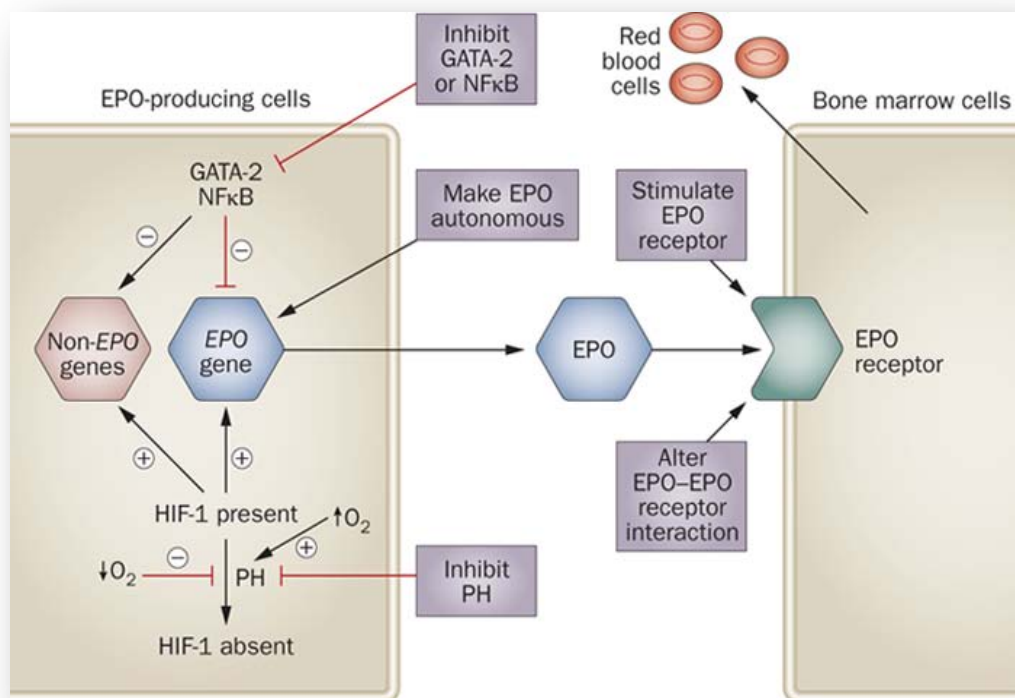 Inhibit
GATA-2
or NFκB
Red
blood
cells
EPO-producing cells
Bone marrow cells
GATA-2
NFκB
Make EPO
autonomous
Stimulate
EPO
receptor
−
−
Non-EPO
genes
EPO
gene
EPO
EPO
receptor
+
+
Alter
EPO–EPO
receptor
interaction
HIF-1 present
↑O₂
−
+
↓O₂
PH
Inhibit
PH
HIF-1 absent